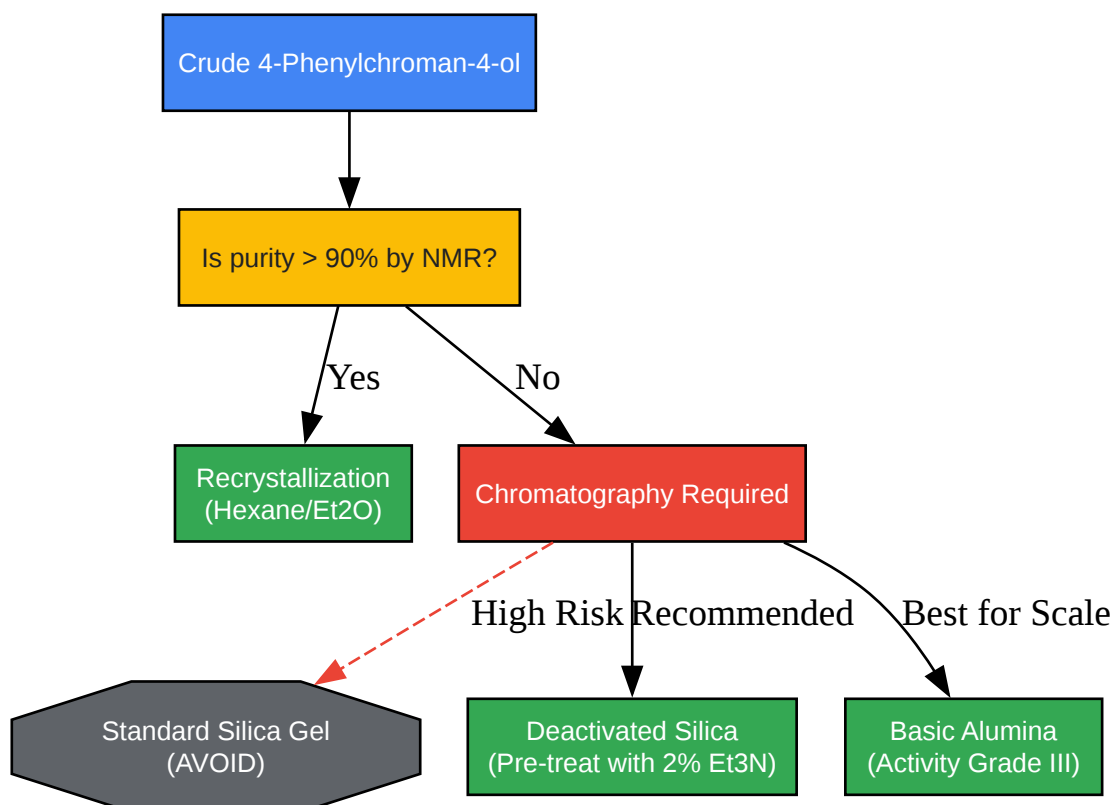 Crude 4-Phenylchroman-4-ol
Is purity > 90% by NMR?
Yes
No
Recrystallization
(Hexane/Et2O)
Chromatography Required
High Risk
Recommended
Best for Scale
Standard Silica Gel
(AVOID)
Deactivated Silica
(Pre-treat with 2% Et3N)
Basic Alumina
(Activity Grade III)